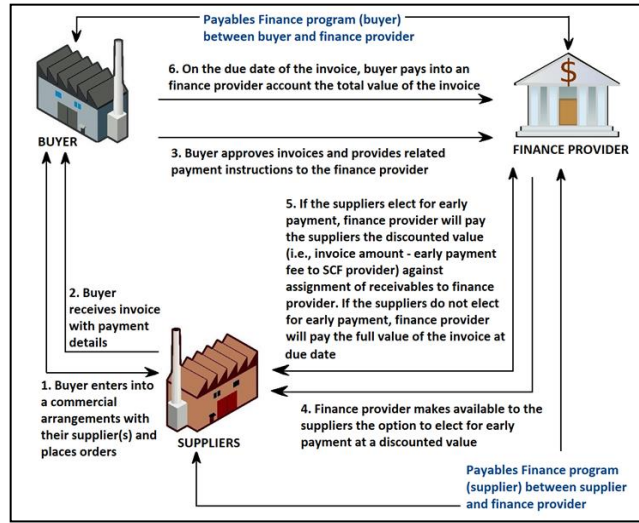 Payables Finance program (buyer)
between buyer and finance provider
$
6. On the due date of the invoice, buyer pays into an
finance provider account the total value of the invoice
BUYER
FINANCE PROVIDER
3. Buyer approves invoices and provides related
payment instructions to the finance provider
5. If the suppliers elect for early
payment, finance provider will pay
the suppliers the discounted value
(i.e., invoice amount - early payment
fee to SCF provider) against
assignment of receivables to finance
provider. If the suppliers do not elect
for early payment, finance provider
will pay the full value of the invoice at
due date
2. Buyer
receives invoice
with payment
details
1. Buyer enters into
a commercial
arrangements with
their supplier(s) and
places orders
SUPPLIERS
4. Finance provider makes available to the
suppliers the option to elect for early
payment at a discounted value
Payables Finance program
(supplier) between supplier
and finance provider